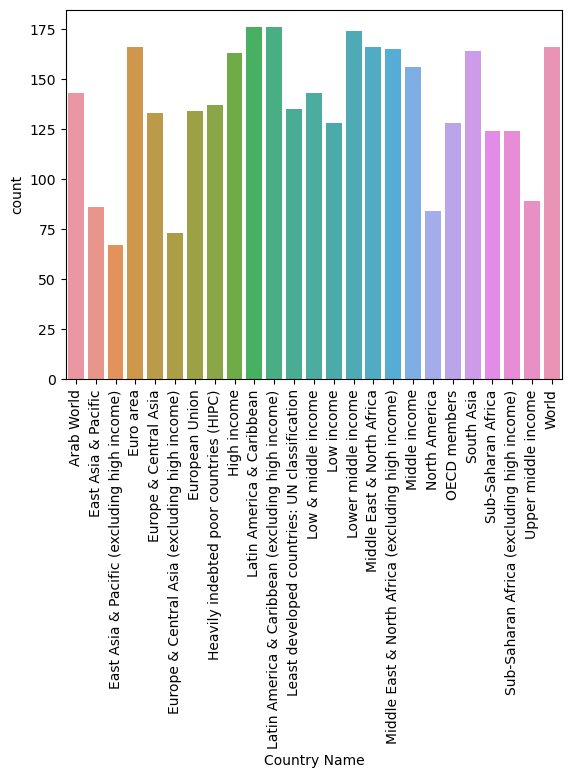 175
150
125
100
75
50
25
0
count
Arab World
East Asia & Pacific
East Asia & Pacific (excluding high income)
Euro area
Europe & Central Asia
Europe & Central Asia (excluding high income)
European Union
Heavily indebted poor countries (HIPC)
High income
Latin America & Caribbean
Latin America & Caribbean (excluding high income)
Least developed countries: UN classification
Low & middle income
Low income
Lower middle income
Middle East & North Africa
Middle East & North Africa (excluding high income)
Middle income
North America
OECD members
South Asia
Sub-Saharan Africa
Sub-Saharan Africa (excluding high income)
Upper middle income
World
Country Name